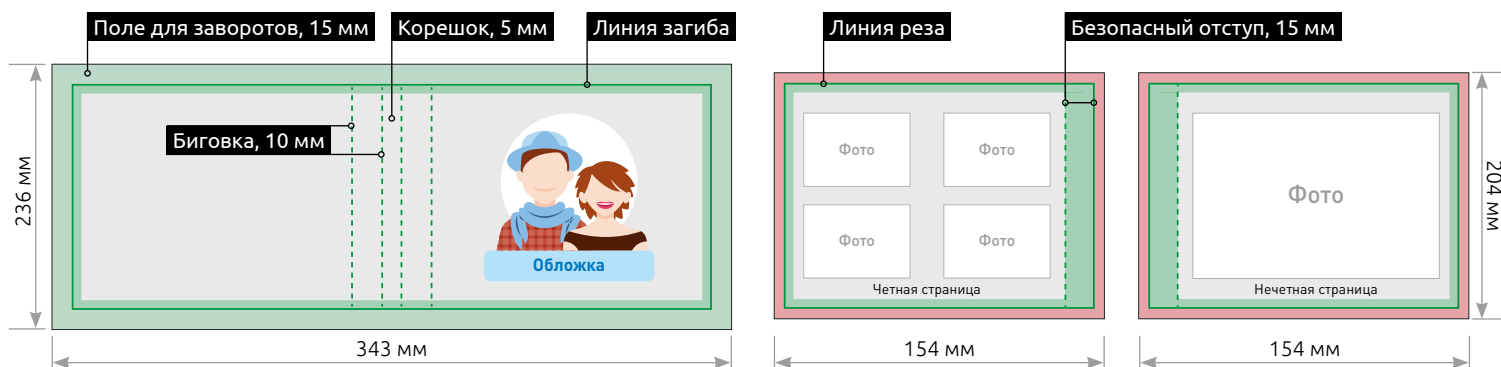 Поле для заворотов, 15 мм
Корешок, 5 мм
Линия загиба
Линия реза
Безопасный отступ, 15 мм
Биговка, 10 мм
236 мм
Обложка
343 мм
Фото
Фото
Фото
Фото
Четная страница
154 мм
Фото
Нечетная страница
204 мм
154 мм